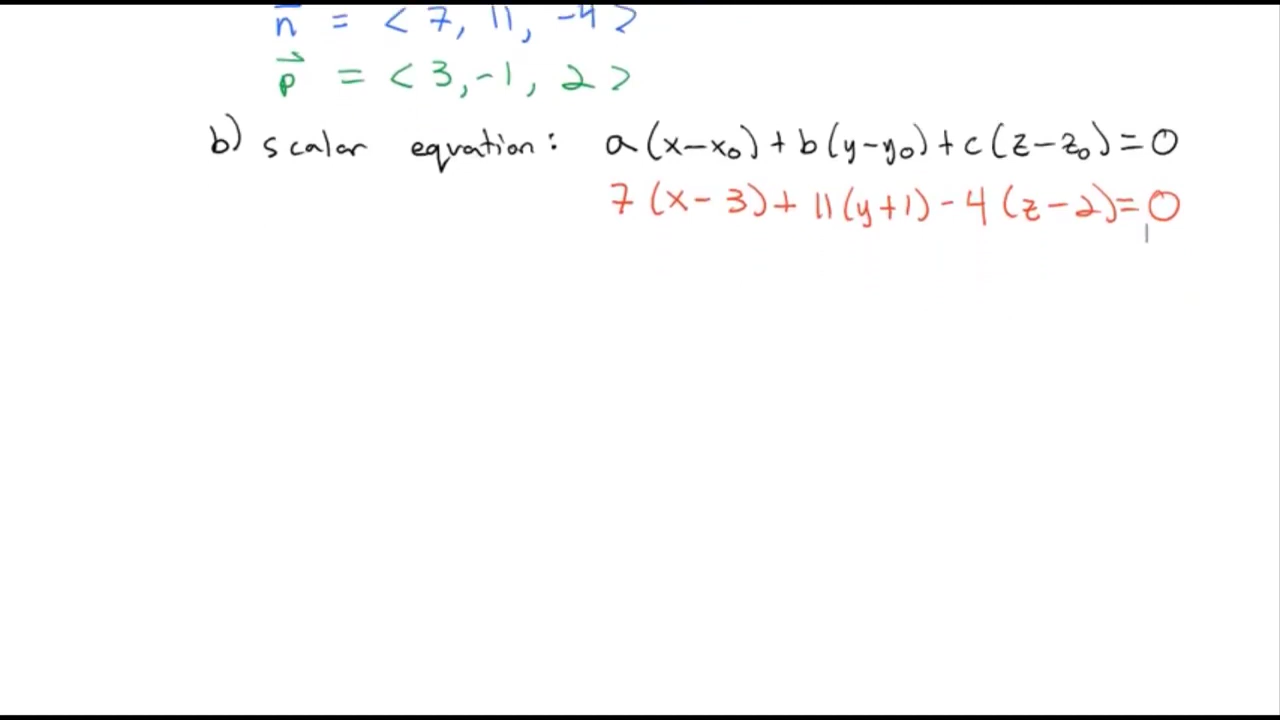 n̄ = < 7, 11, -4 >
p⃗ = < 3, -1, 2 >
b) scalar equation: a(x-x₀) + b(y-y₀) + c(z-z₀) = 0
7(x-3) + 11(y+1) - 4(z-2) = 0